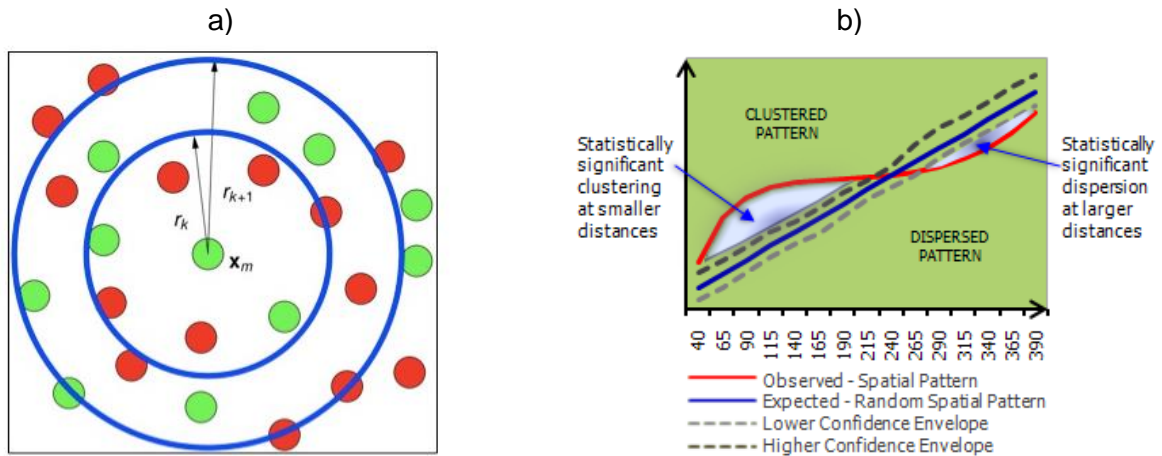 a)
b)
r_{k+1}
r_k
x_m
CLUSTERED
PATTERN
Statistically
significant
clustering
at smaller
distances
Statistically
significant
dispersion
at larger
distances
DISPERSED
PATTERN
40
65
90
115
140
165
190
215
240
265
290
315
340
365
390
Observed - Spatial Pattern
Expected - Random Spatial Pattern
Lower Confidence Envelope
Higher Confidence Envelope